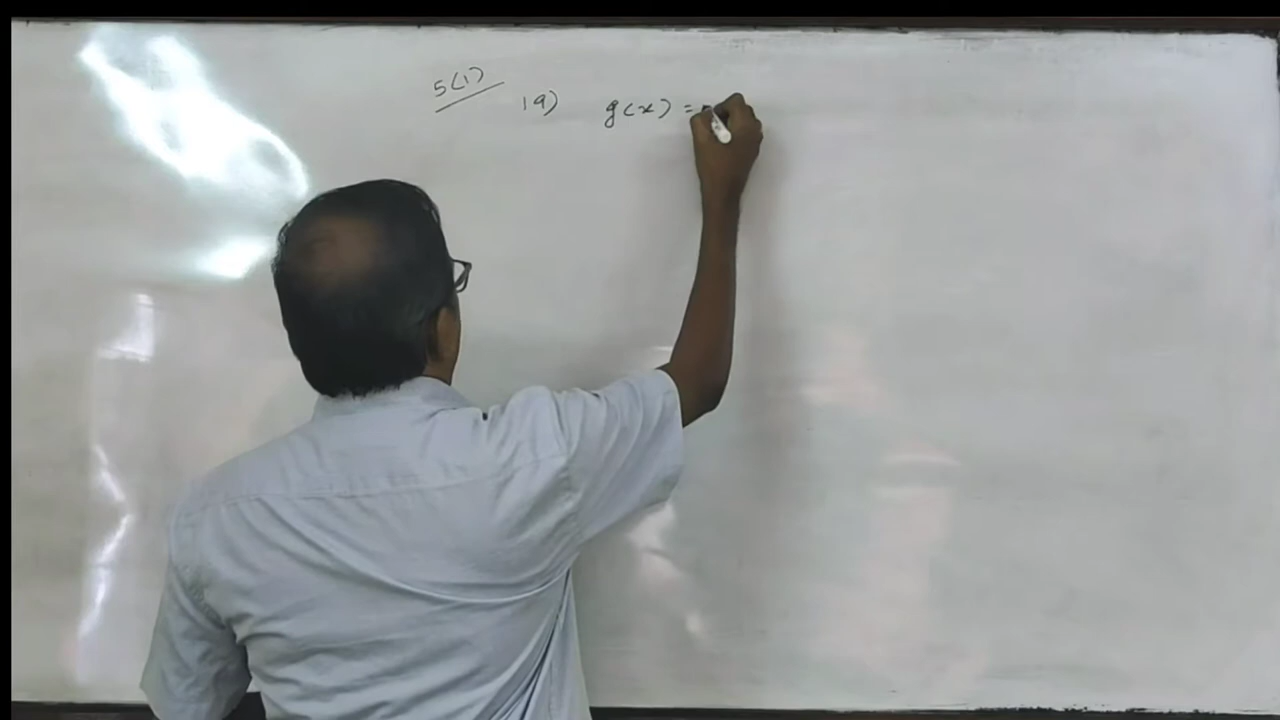 5(1)
19) g(x) =